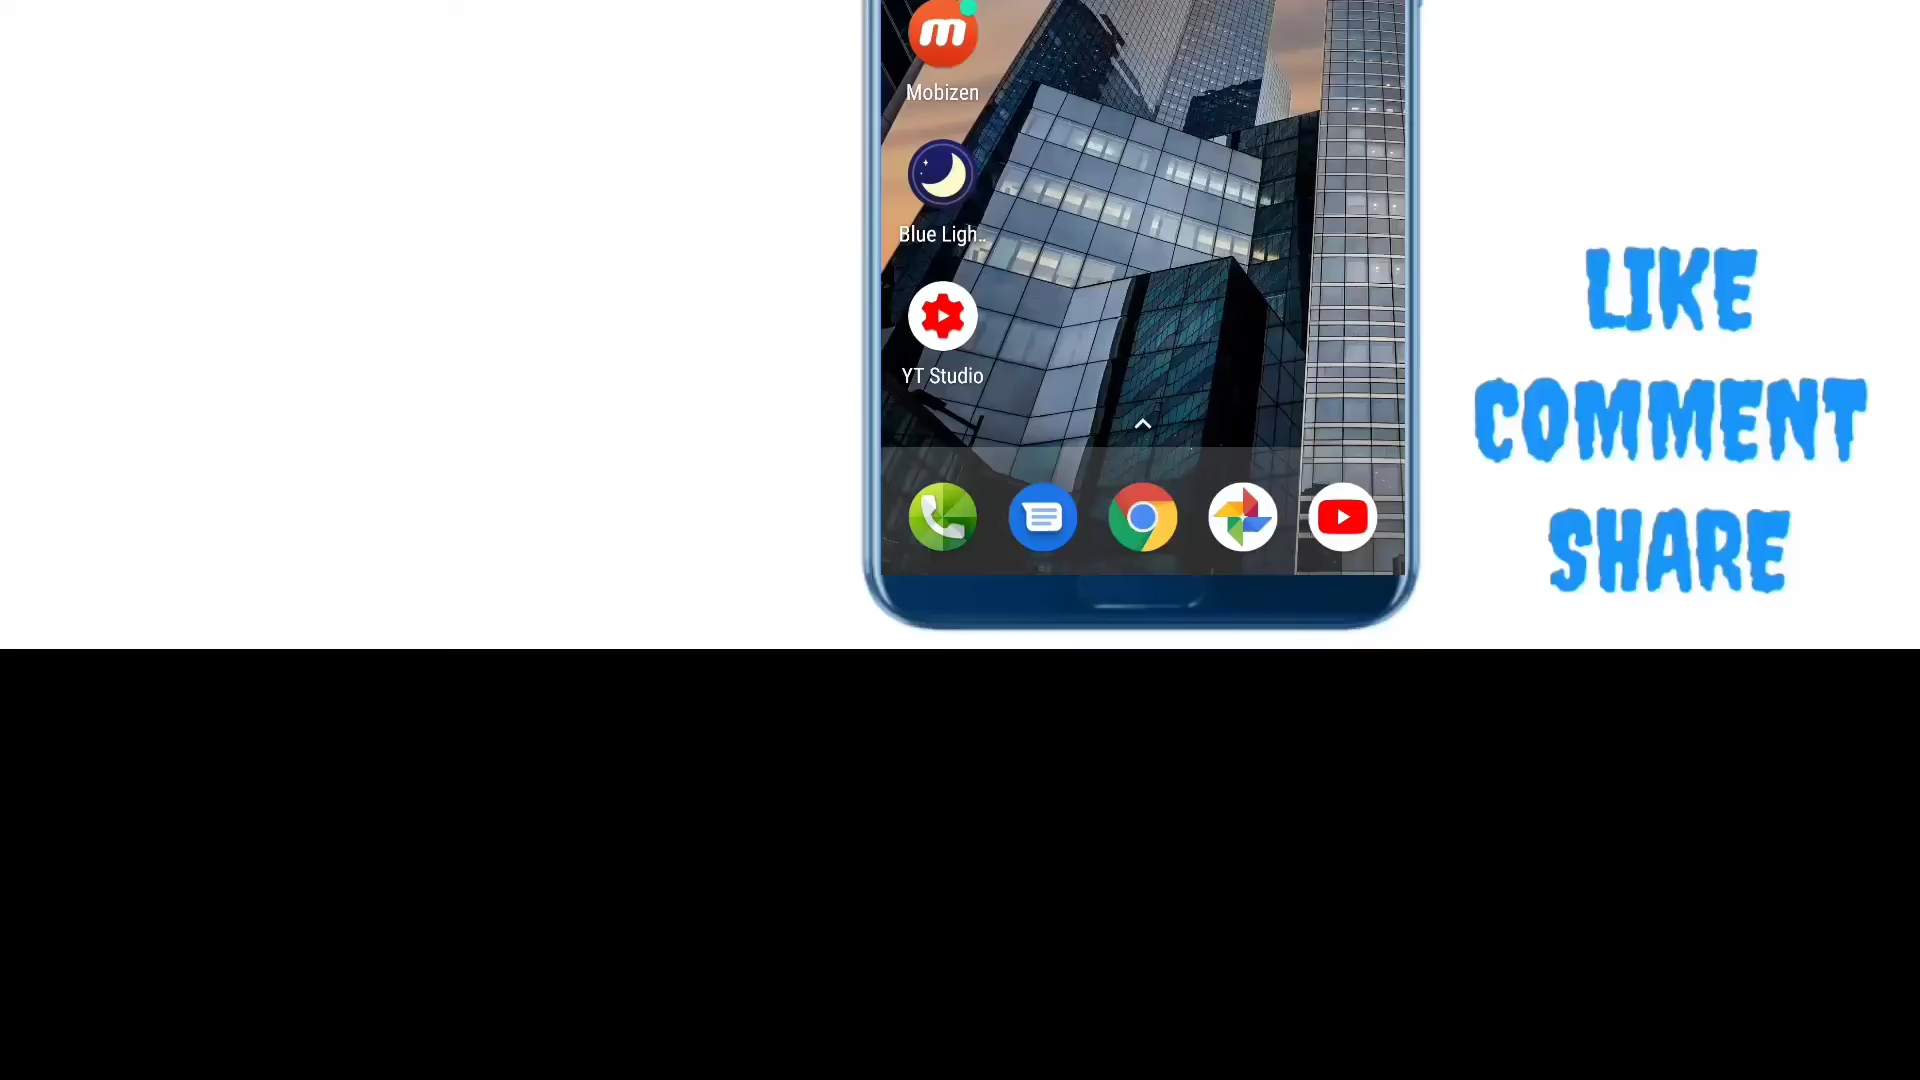 Mobizen
Blue Ligh..
YT Studio
LIKE
COMMENT
SHARE